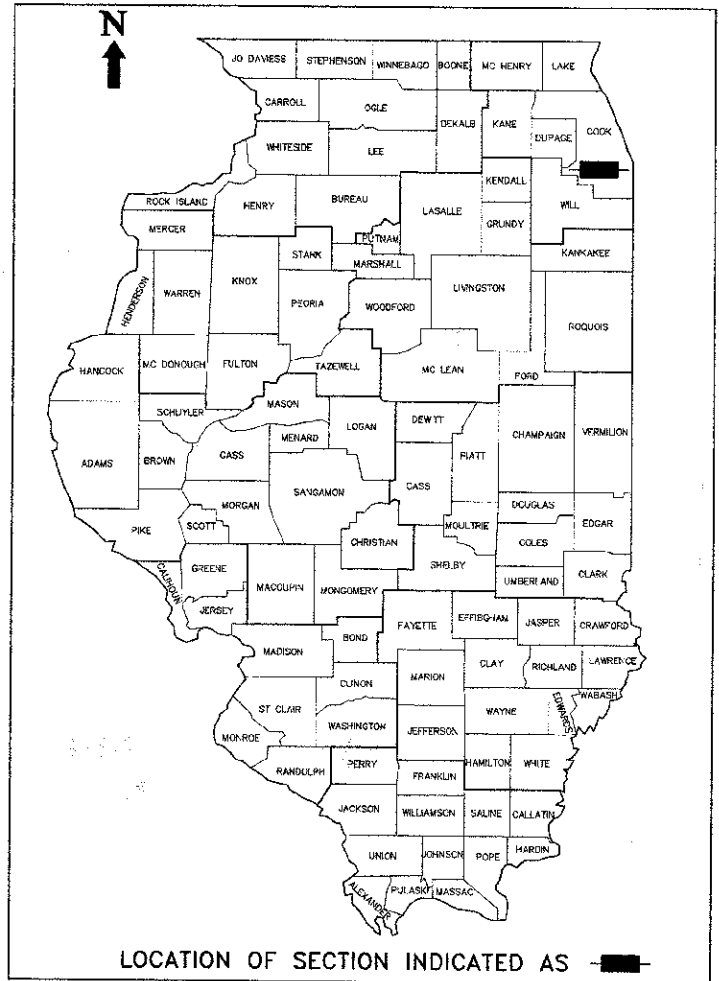 N
JO DAVIESS STEPHENSON WINNEBAGO BOONE MC HENRY LAKE
CARROLL OGLE DEKALB KANE DUPAGE COOK
WHITESIDE LEE
ROCK ISLAND HENRY BUREAU LASALLE KENDALL WILL
MERCER STARK PUTNAM GRUNDY
MARSHALL KANKAKEE
HENDERSON WARREN KNOX PEORIA WOODFORD LIVINGSTON ROQUOIS
HANCOCK MC DONOUGH FULTON TAZEWELL MC LEAN FORD
SCHUYLER MASON LOGAN DEWTT CHAMPAIGN VERMILION
ADAMS BROWN CASS MENARD PIATT
SANGAMON CASS
MORGAN DOUGLAS
PIKE SCOTT CHRISTIAN MOULTRIE COLES EDGAR
CALHOUN GREENE MACOUPIN MONTGOMERY SHELBY UMBERLAND CLARK
JERSEY FAYETTE EFFIBGHAM JASPER CRAWFORD
MADISON BOND CLAY RICHLAND LAWRENCE
CLINON MARION WABASH
ST CLAIR WAYNE EDWARDS
MONROE WASHINGTON JEFFERSON
RANDOLPH PERRY HAMILTON WHITE
FRANKLIN
JACKSON WILLIAMSON SALINE CALLATIN
UNION JOHNSON POPE HARDIN
ALEXANDER PULASKI MASSAC
LOCATION OF SECTION INDICATED AS